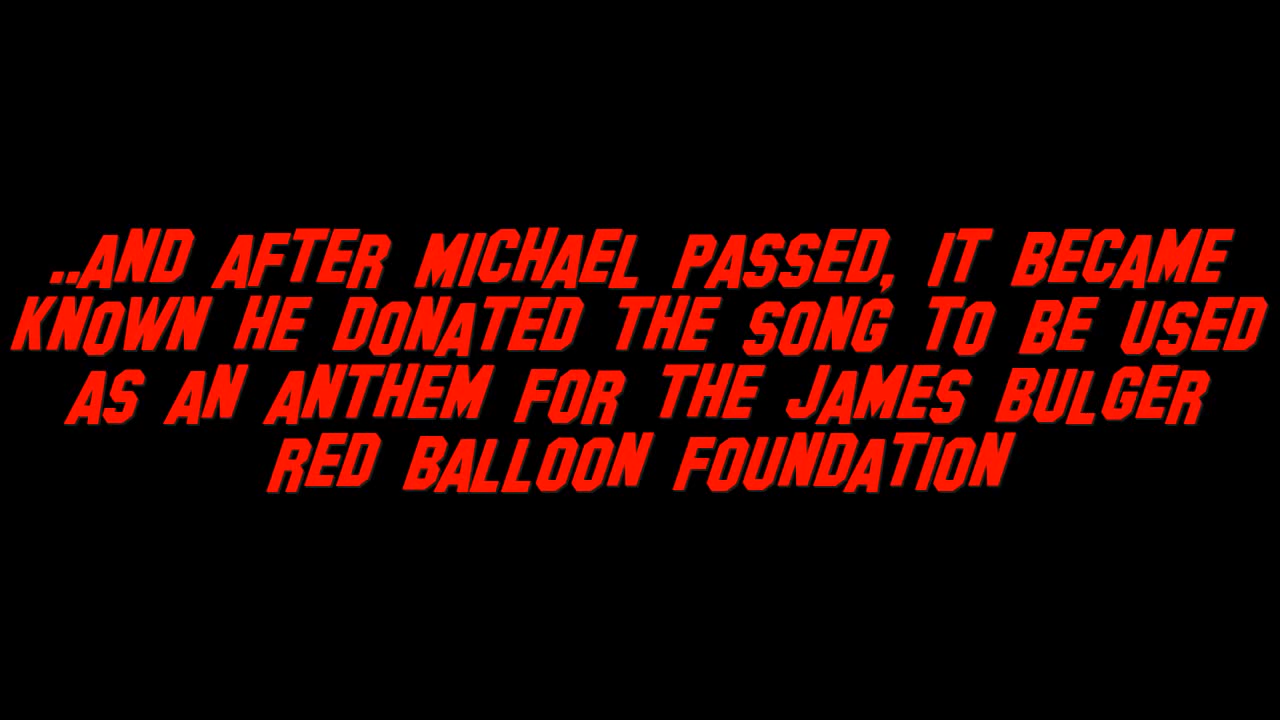 ..AND AFTER MICHAEL PASSED, IT BECAME
KNOWN HE DONATED THE SONG TO BE USED
AS AN ANTHEM FOR THE JAMES BULGER
RED BALLOON FOUNDATION